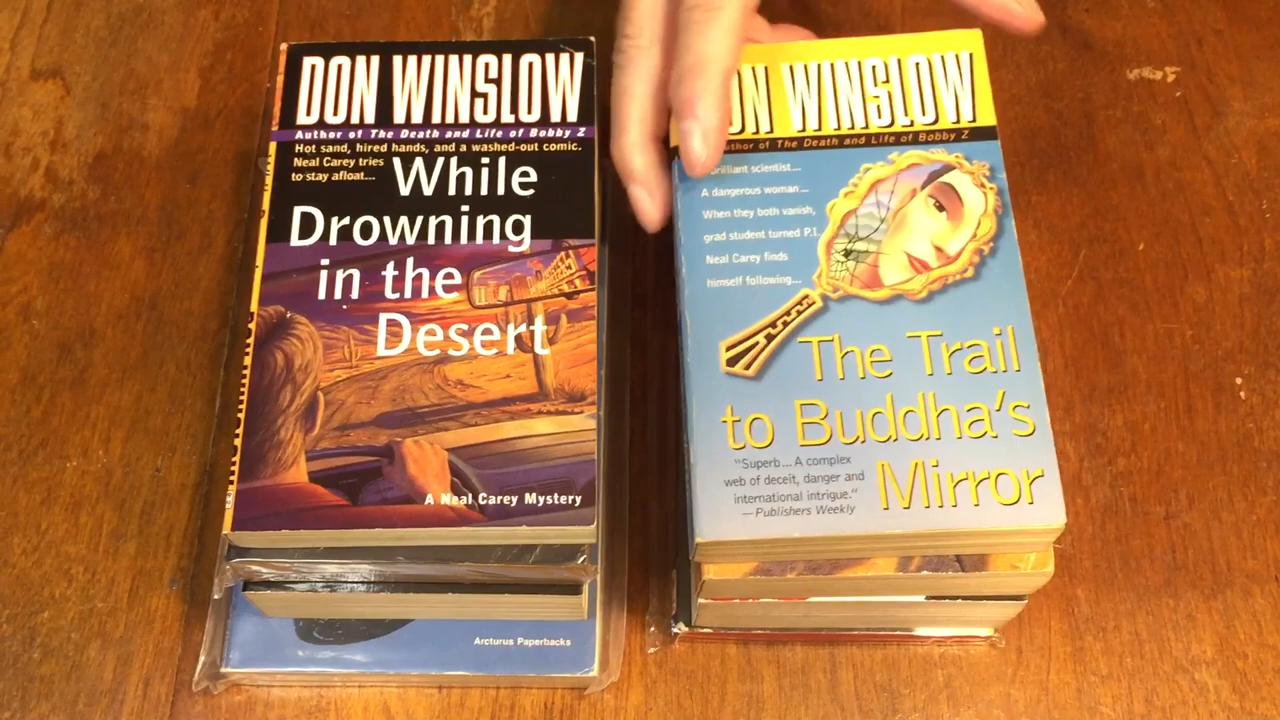 DON WINSLOW
Author of The Death and Life of Bobby Z
Hot sand, hired hands, and a washed-out comic.
Neal Carey tries
to stay afloat...
While
Drowning
in the
Desert
A Neal Carey Mystery
Arcturus Paperbacks
DON WINSLOW
Author of The Death and Life of Bobby Z
brilliant scientist...
A dangerous woman...
When they both vanish,
grad student turned P.I.
Neal Carey finds
himself following...
The Trail
to Buddha's
Mirror
"Superb... A complex
web of deceit, danger and
international intrigue."
—Publishers Weekly